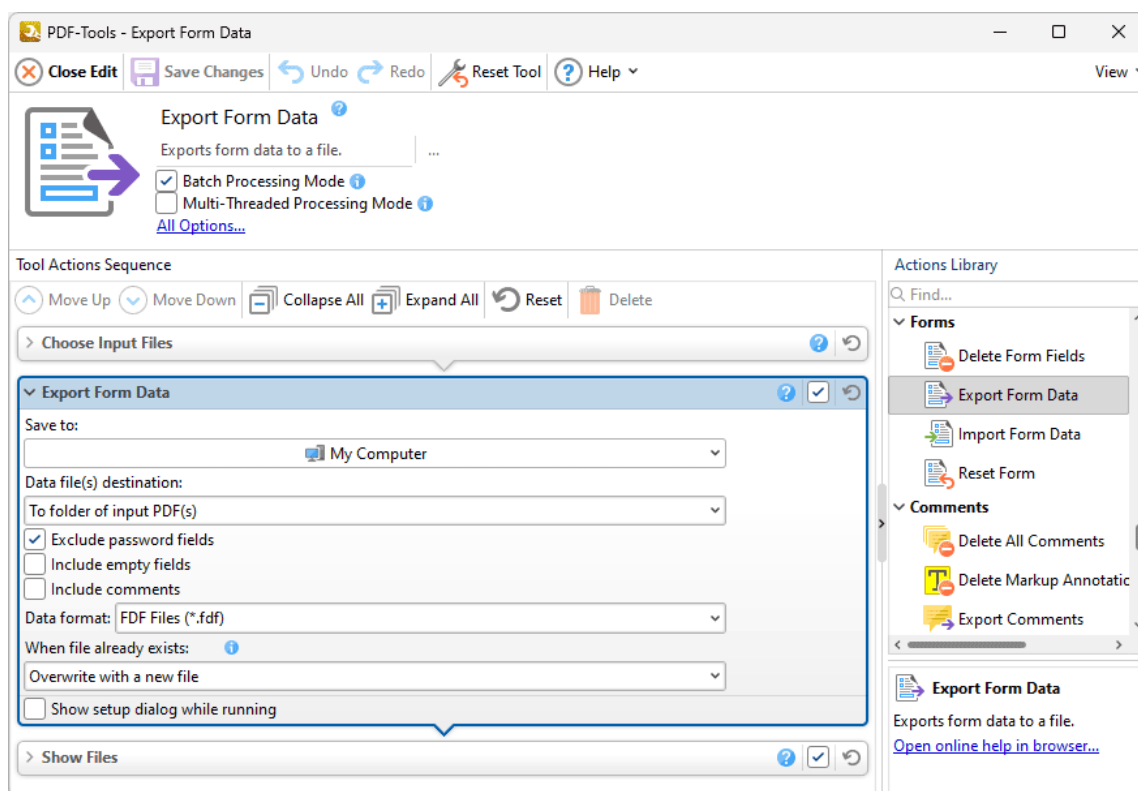 PDF-Tools - Export Form Data
Close Edit Save Changes Undo Redo Reset Tool ? Help View
Export Form Data ?
Exports form data to a file. ...
Batch Processing Mode i
Multi-Threaded Processing Mode i
All Options...
Tool Actions Sequence
Move Up Move Down Collapse All Expand All Reset Delete
Choose Input Files ?
Export Form Data ?
Save to:
My Computer
Data file(s) destination:
To folder of input PDF(s)
Exclude password fields
Include empty fields
Include comments
Data format: FDF Files (*.fdf)
When file already exists: i
Overwrite with a new file
Show setup dialog while running
Show Files ?
Actions Library
Find...
Forms
Delete Form Fields
Export Form Data
Import Form Data
Reset Form
Comments
Delete All Comments
T Delete Markup Annotatic
Export Comments
Export Form Data
Exports form data to a file.
Open online help in browser...